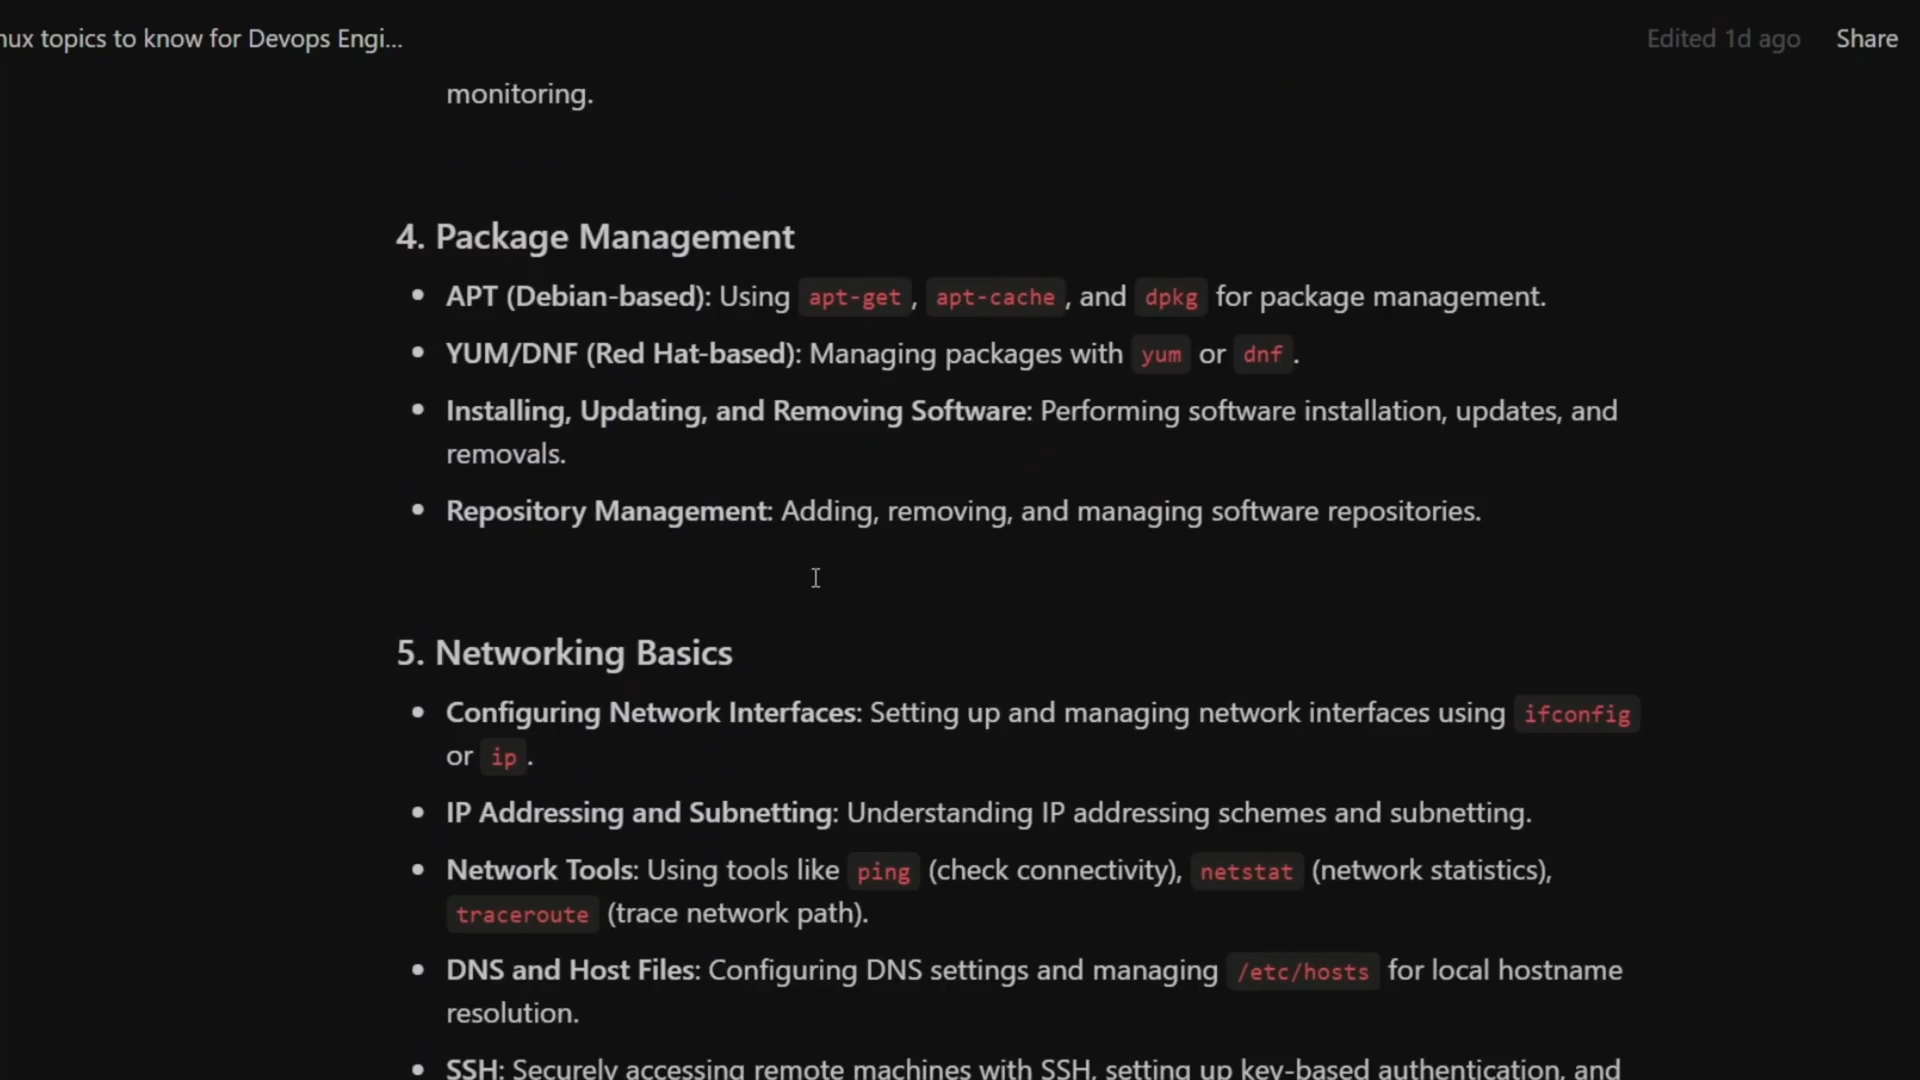 nux topics to know for Devops Engi...
Edited 1d ago
Share
monitoring.
4. Package Management
• APT (Debian-based): Using apt-get, apt-cache, and dpkg for package management.
• YUM/DNF (Red Hat-based): Managing packages with yum or dnf.
• Installing, Updating, and Removing Software: Performing software installation, updates, and
removals.
• Repository Management: Adding, removing, and managing software repositories.
5. Networking Basics
• Configuring Network Interfaces: Setting up and managing network interfaces using ifconfig
or ip.
• IP Addressing and Subnetting: Understanding IP addressing schemes and subnetting.
• Network Tools: Using tools like ping (check connectivity), netstat (network statistics),
traceroute (trace network path).
• DNS and Host Files: Configuring DNS settings and managing /etc/hosts for local hostname
resolution.
• SSH: Securely accessing remote machines with SSH, setting up key-based authentication, and